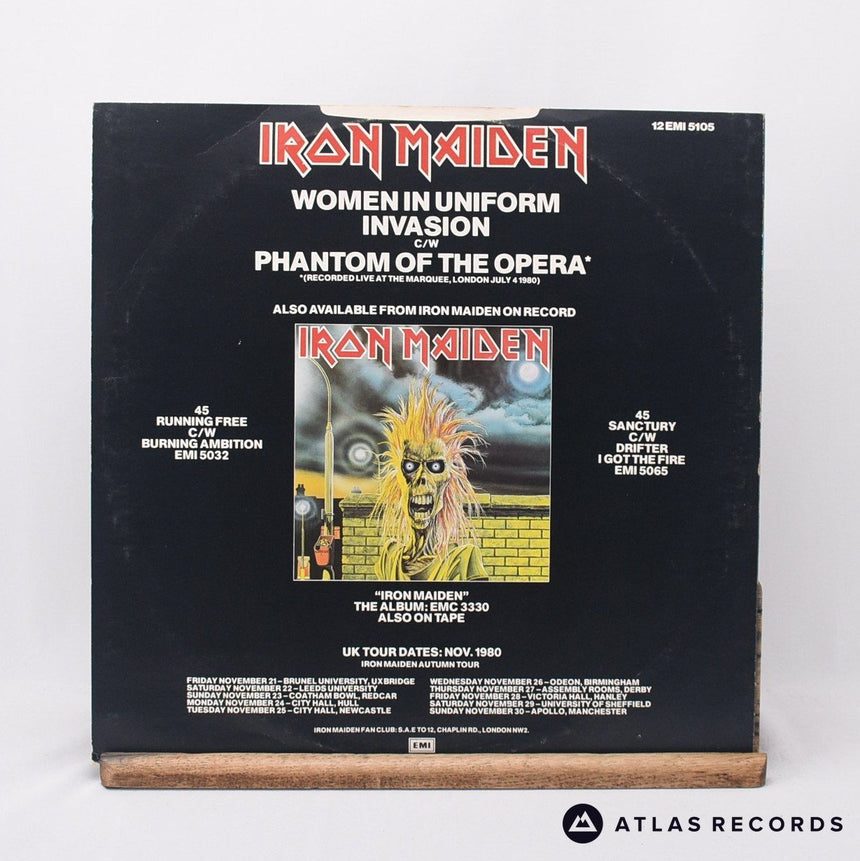 IRON MAIDEN
12 EMI 5105
WOMEN IN UNIFORM
INVASION
C/W
PHANTOM OF THE OPERA*
*(RECORDED LIVE AT THE MARQUEE, LONDON JULY 4 1980)
ALSO AVAILABLE FROM IRON MAIDEN ON RECORD
IRON MAIDEN
45
RUNNING FREE
C/W
BURNING AMBITION
EMI 5032
45
SANCTURY
C/W
DRIFTER
I GOT THE FIRE
EMI 5065
“IRON MAIDEN”
THE ALBUM: EMC 3330
ALSO ON TAPE
UK TOUR DATES: NOV. 1980
IRON MAIDEN AUTUMN TOUR
FRIDAY NOVEMBER 21 – BRUNEL UNIVERSITY, UXBRIDGE
SATURDAY NOVEMBER 22 – LEEDS UNIVERSITY
SUNDAY NOVEMBER 23 – COATHAM BOWL, REDCAR
MONDAY NOVEMBER 24 – CITY HALL, HULL
TUESDAY NOVEMBER 25 – CITY HALL, NEWCASTLE
WEDNESDAY NOVEMBER 26 – ODEON, BIRMINGHAM
THURSDAY NOVEMBER 27 – ASSEMBLY ROOMS, DERBY
FRIDAY NOVEMBER 28 – VICTORIA HALL, HANLEY
SATURDAY NOVEMBER 29 – UNIVERSITY OF SHEFFIELD
SUNDAY NOVEMBER 30 – APOLLO, MANCHESTER
IRON MAIDEN FAN CLUB: S.A.E TO 12, CHAPLIN RD., LONDON NW2.
EMI
ATLAS RECORDS